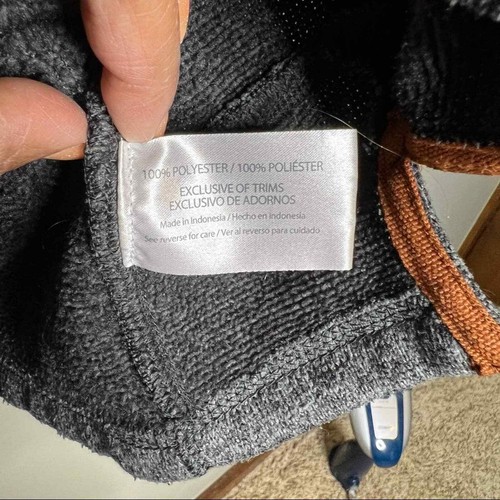 100% POLYESTER / 100% POLIÉSTER
EXCLUSIVE OF TRIMS
EXCLUSIVO DE ADORNOS
Made in Indonesia / Hecho en Indonesia
See reverse for care / Ver al reverso para cuidado